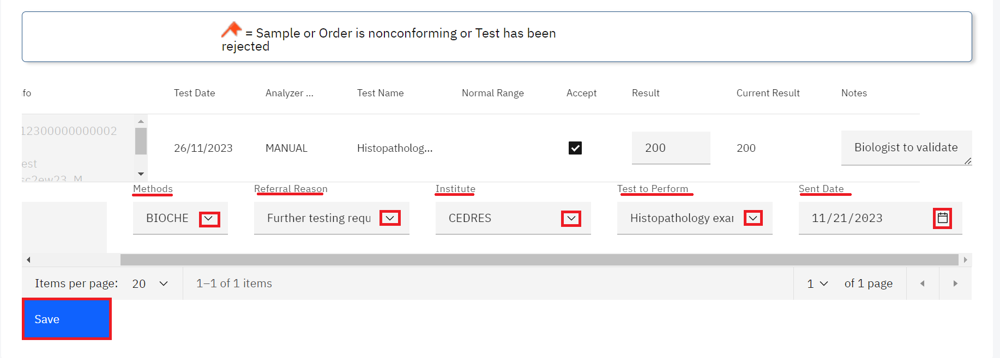 = Sample or Order is nonconforming or Test has been
rejected
fo Test Date Analyzer ... Test Name Normal Range Accept Result Current Result Notes
12300000000002
26/11/2023 MANUAL Histopatholog... 200 200 Biologist to validate
est
sc2ew23, M
Methods Referral Reason Institute Test to Perform Sent Date
BIOCHE Further testing requ CEDRES Histopathology exar 11/21/2023
Items per page: 20 1–1 of 1 items 1 of 1 page
Save